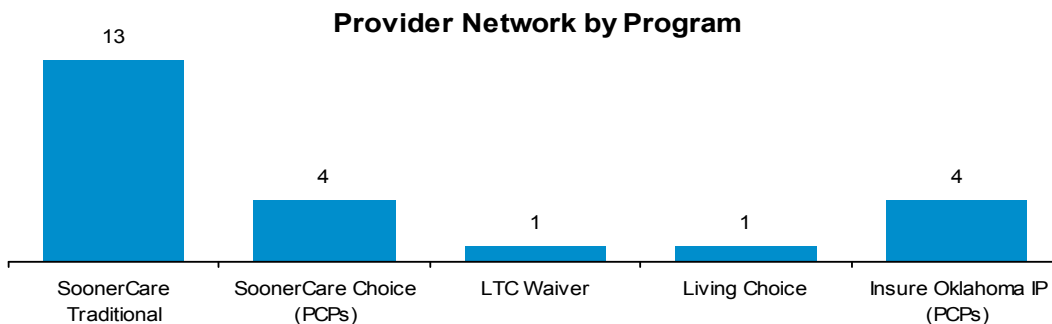 Provider Network by Program
13
4
1
1
4
SoonerCare
Traditional
SoonerCare Choice
(PCPs)
LTC Waiver
Living Choice
Insure Oklahoma IP
(PCPs)